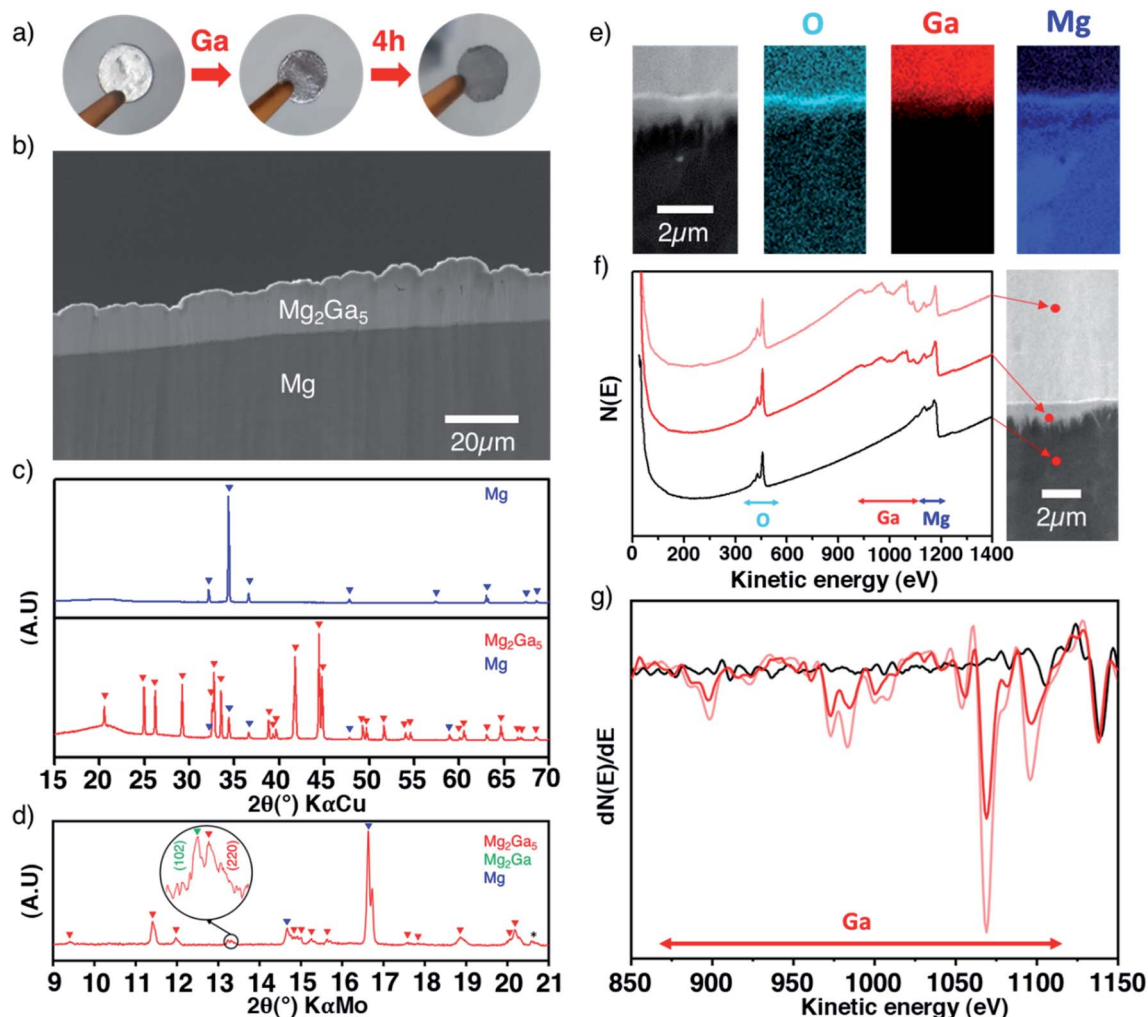 a)
Ga
4h
b)
Mg₂Ga₅
Mg
20µm
c)
Mg
Mg₂Ga₅
Mg
(A.U)
15 20 25 30 35 40 45 50 55 60 65 70
2θ(°) KαCu
d)
(102)
(220)
Mg₂Ga₅
Mg₂Ga
Mg
*
(A.U)
9 10 11 12 13 14 15 16 17 18 19 20 21
2θ(°) KαMo
e)
O
Ga
Mg
2µm
f)
N(E)
O
Ga
Mg
0 200 300 600 800 1000 1200 1400
Kinetic energy (eV)
2µm
g)
dN(E)/dE
Ga
850 900 950 1000 1050 1100 1150
Kinetic energy (eV)